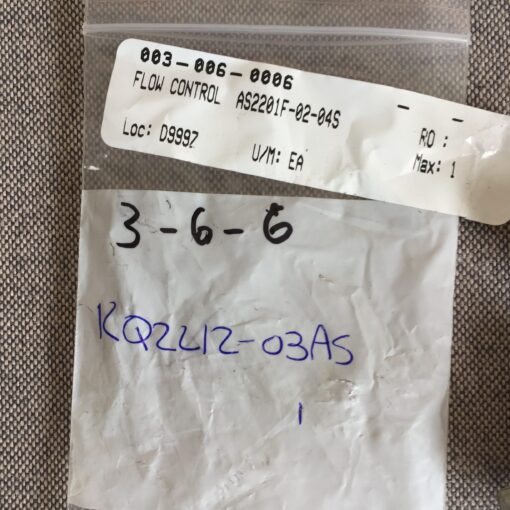 003-006-0006
FLOW CONTROL AS2201F-02-04S
Loc: D999Z
U/M: EA
RO :
Max: 1
3-6-6
KQ2L12-03AS
1